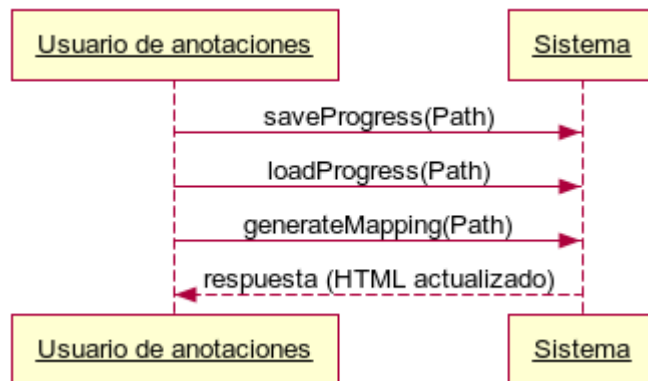 Usuario de anotaciones
Sistema
saveProgress(Path)
loadProgress(Path)
generateMapping(Path)
respuesta (HTML actualizado)
Usuario de anotaciones
Sistema